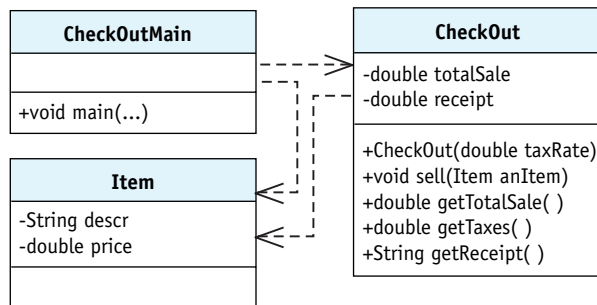 CheckOutMain
+void main(...)
CheckOut
-double totalSale
-double receipt
+CheckOut(double taxRate)
+void sell(Item anItem)
+double getTotalSale( )
+double getTaxes( )
+String getReceipt( )
Item
-String descr
-double price